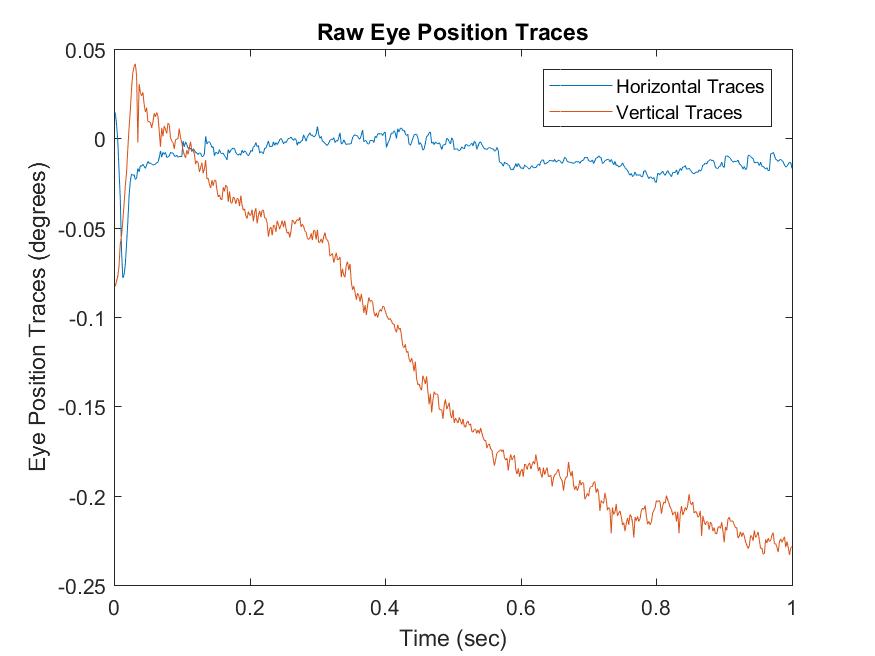 Raw Eye Position Traces
0.05
0
-0.05
-0.1
-0.15
-0.2
-0.25
Eye Position Traces (degrees)
Horizontal Traces
Vertical Traces
0
0.2
0.4
0.6
0.8
1
Time (sec)